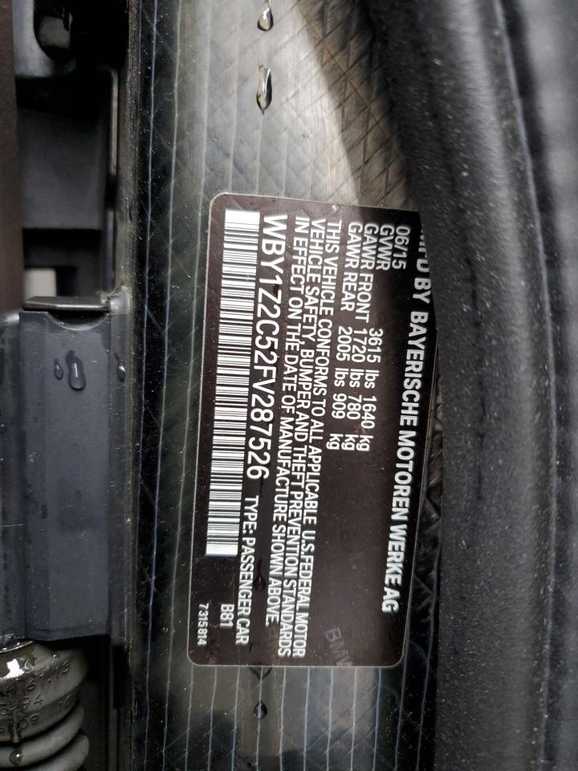 MFD BY BAYERISCHE MOTOREN WERKE AG
06/15
GVWR 3615 lbs 1640 kg
GAWR FRONT 1720 lbs 780 kg
GAWR REAR 2005 lbs 909 kg
THIS VEHICLE CONFORMS TO ALL APPLICABLE U.S.FEDERAL MOTOR
VEHICLE SAFETY, BUMPER AND THEFT PREVENTION STANDARDS
IN EFFECT ON THE DATE OF MANUFACTURE SHOWN ABOVE.
WBY1Z2C52FV287526 TYPE: PASSENGER CAR
B81
7 315 814
BMW